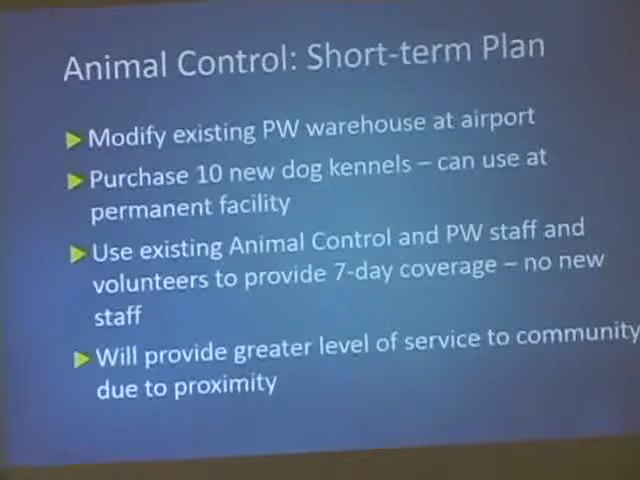 Animal Control: Short-term Plan
Modify existing PW warehouse at airport
Purchase 10 new dog kennels – can use at
permanent facility
Use existing Animal Control and PW staff and
volunteers to provide 7-day coverage – no new
staff
Will provide greater level of service to community
due to proximity